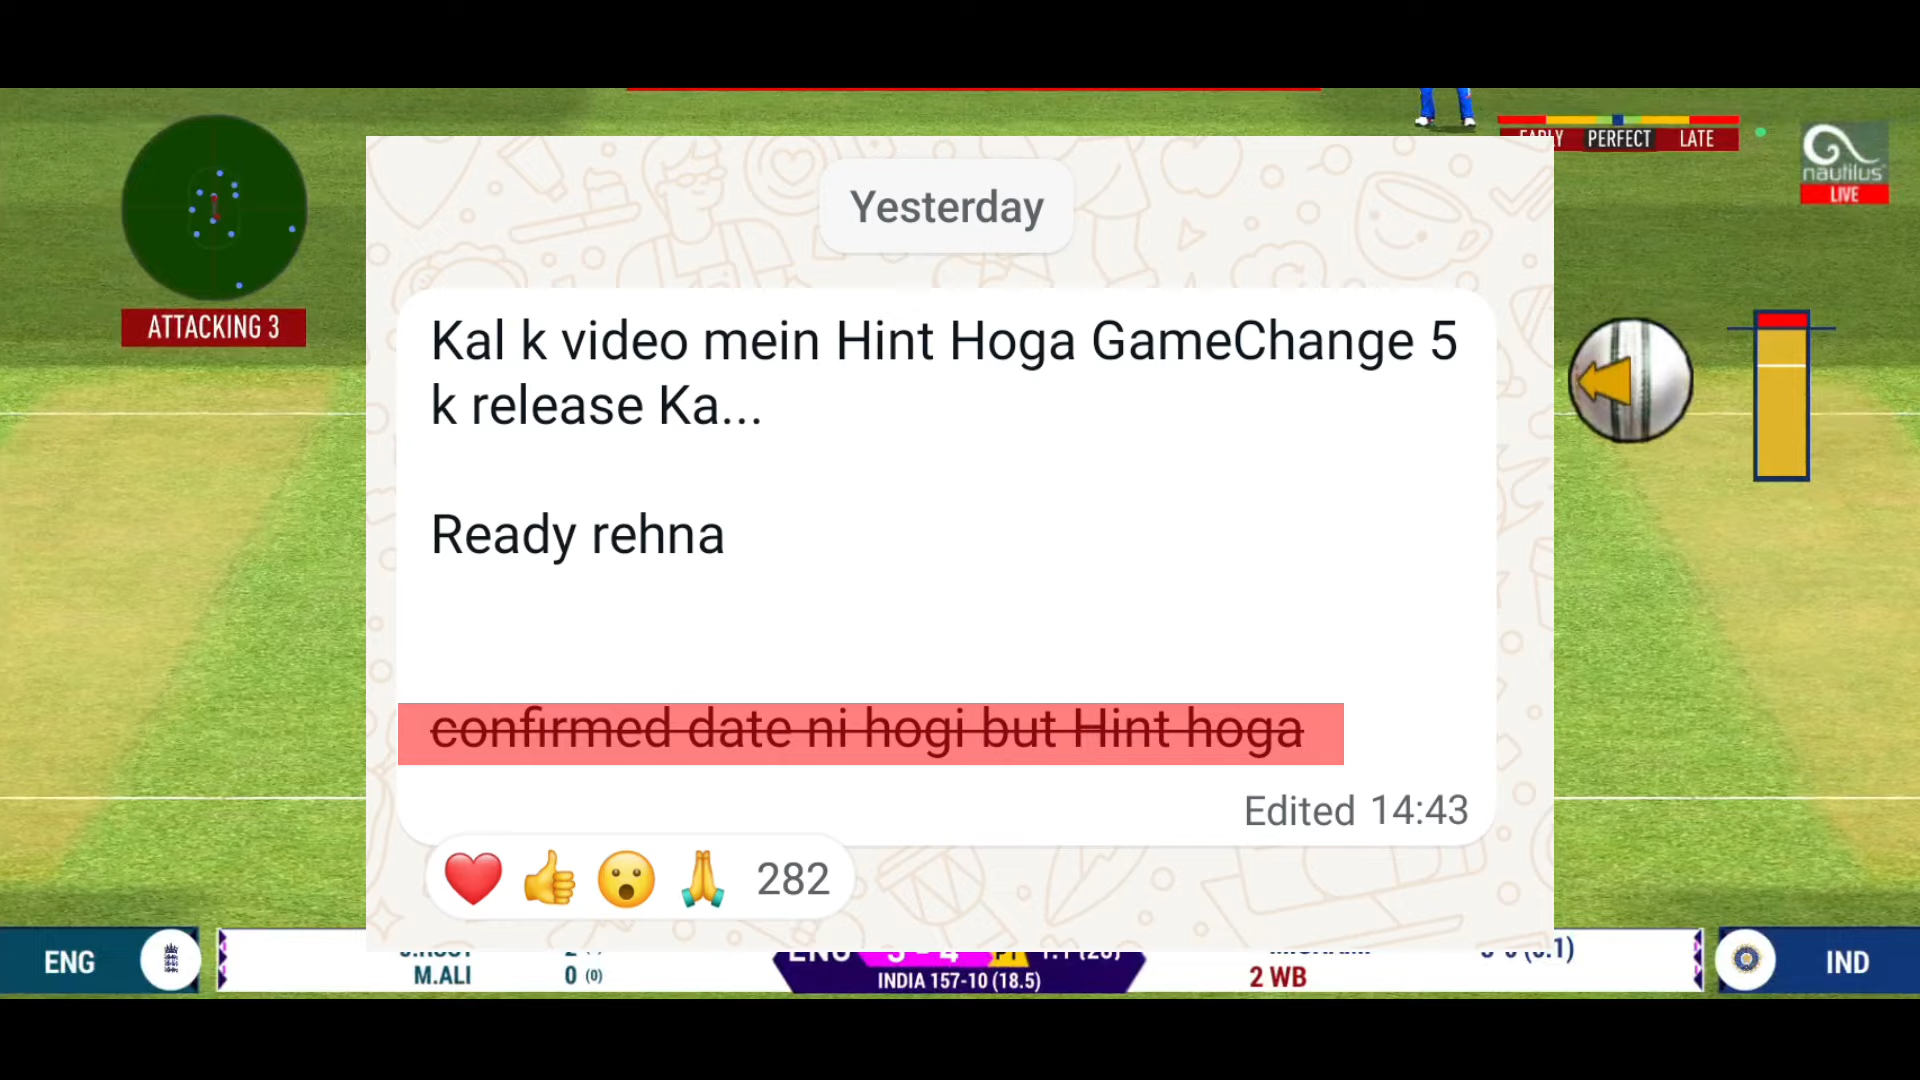 EARLY PERFECT LATE
nautilus
LIVE
Yesterday
ATTACKING 3
Kal k video mein Hint Hoga GameChange 5
k release Ka...
Ready rehna
confirmed date ni hogi but Hint hoga
Edited 14:43
282
ENG
M.ALI 0 (0)
INDIA 157-10 (18.5)
2 WB
IND